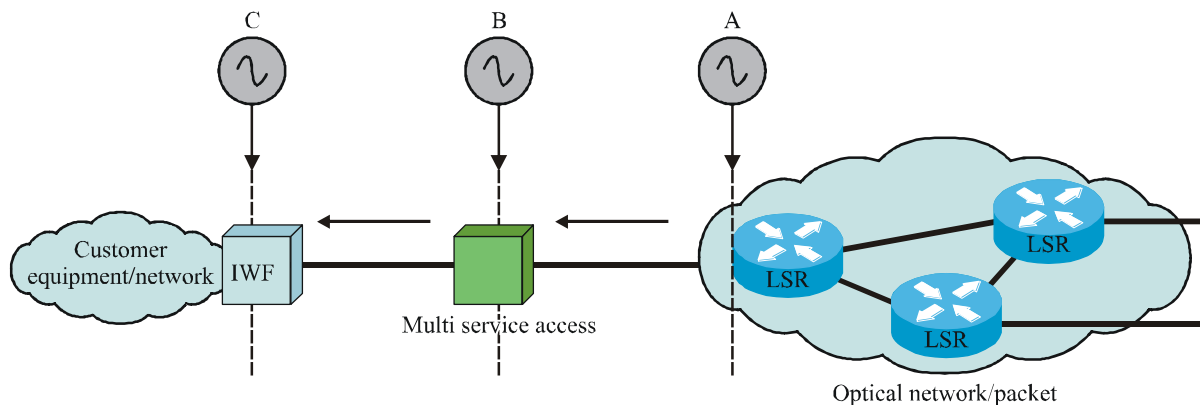 C
B
A
Customer
equipment/network
IWF
Multi service access
LSR
LSR
LSR
Optical network/packet